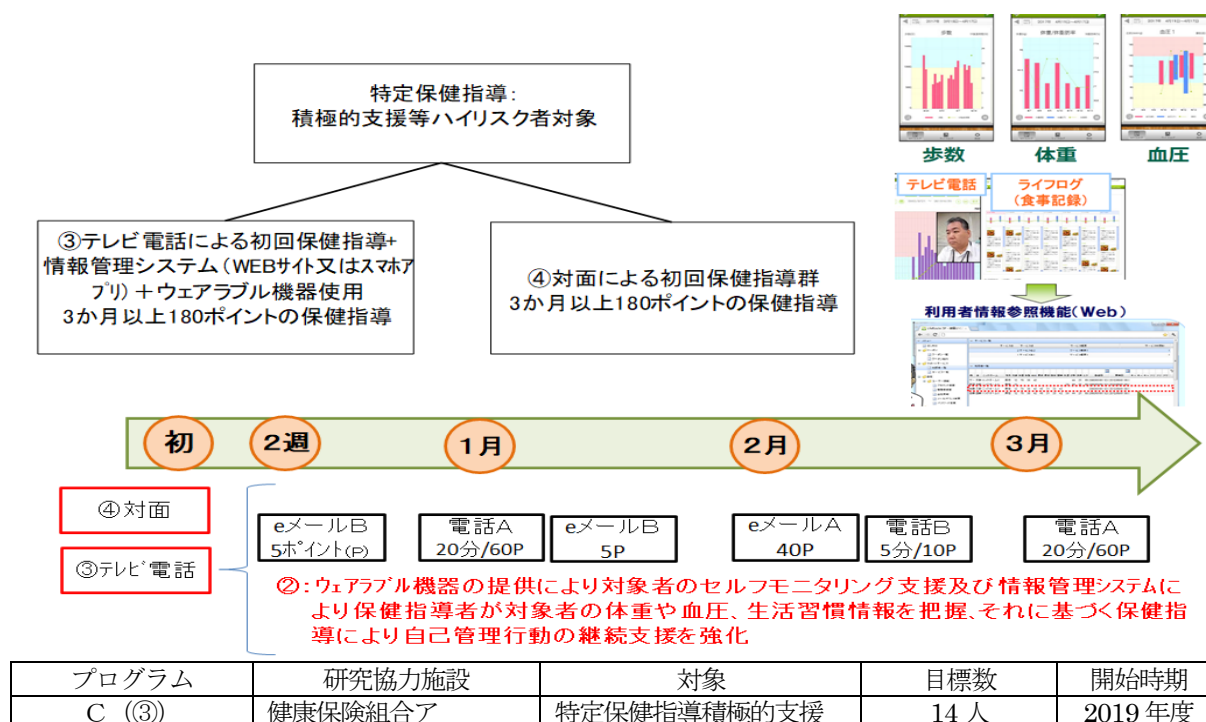 特定保健指導:
積極的支援等ハイリスク者対象
③テレビ電話による初回保健指導+
情報管理システム(WEBサイト又はスマホア
プリ)+ウェアラブル機器使用
3か月以上180ポイントの保健指導
④対面による初回保健指導群
3か月以上180ポイントの保健指導
歩数
体重
血圧
テレビ電話
ライフログ
(食事記録)
利用者情報参照機能(Web)
初
2週
1月
2月
3月
④対面
③テレビ電話
eメールB
5ポイント(P)
電話A
20分/60P
eメールB
5P
eメールA
40P
電話B
5分/10P
電話A
20分/60P
②:ウェアラブル機器の提供により対象者のセルフモニタリング支援及び情報管理システムに
より保健指導者が対象者の体重や血圧、生活習慣情報を把握、それに基づく保健指
導により自己管理行動の継続支援を強化
プログラム 研究協力施設 対象 目標数 開始時期
C (③) 健康保険組合ア 特定保健指導積極的支援 14人 2019年度